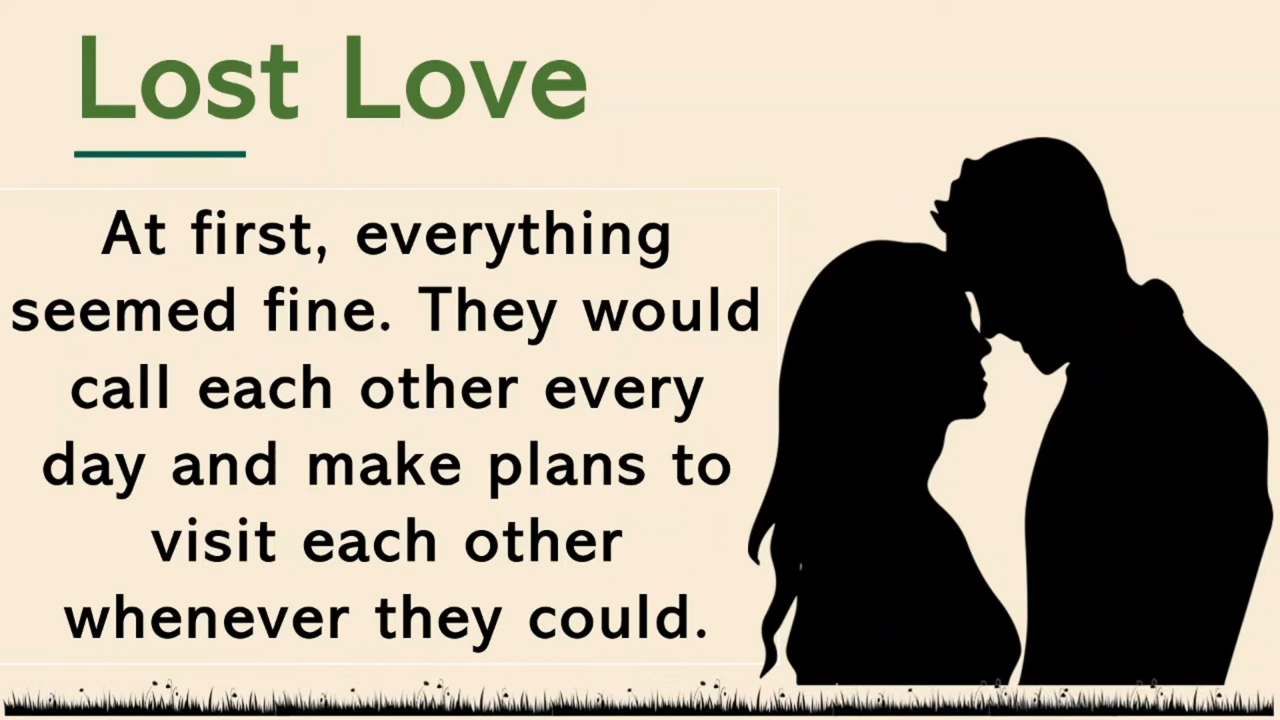 Lost Love
At first, everything
seemed fine. They would
call each other every
day and make plans to
visit each other
whenever they could.